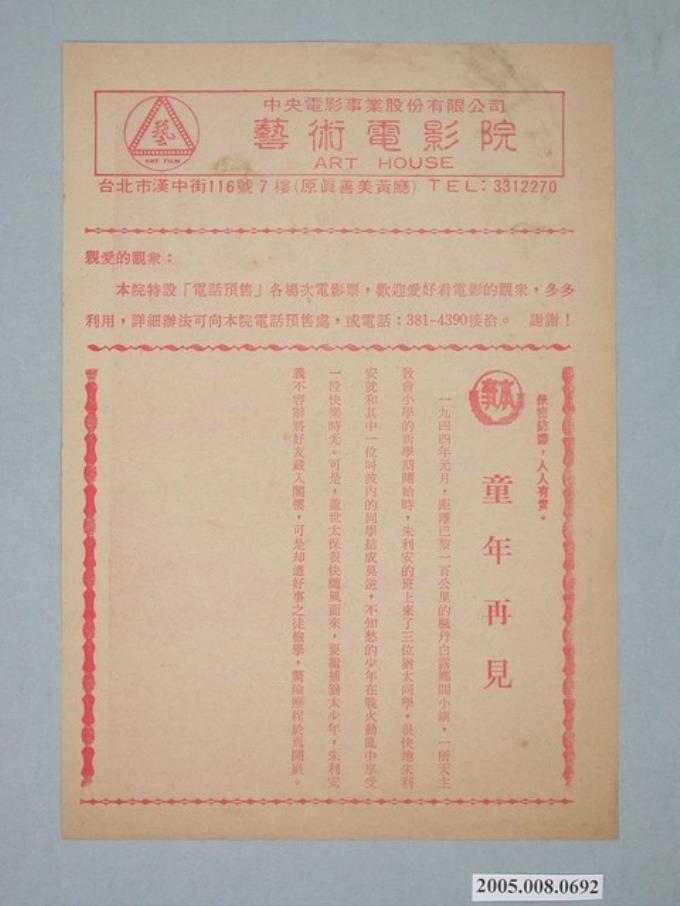 中央電影事業股份有限公司
藝術電影院
ART HOUSE
藝
ART FILM
台北市漢中街116號7樓(原眞善美黃廳) TEL:3312270
親愛的觀衆：
本院特設「電話預售」各場次電影票，歡迎愛好看電影的觀衆，多多
利用，詳細辦法可向本院電話預售處，或電話：381-4390接洽。 謝謝！
保密防諜，人人有責。
本事
童年再見
一九四四年元月，距離巴黎一百公里的楓丹白露鄉間小鎭，一所天主
教會小學的新學期開始時，朱利安的班上來了三位猶太同學，很快地朱利
安就和其中一位叫波內的同學結成莫逆，不知愁的少年在戰火動亂中享受
一段快樂時光。可是，蓋世太保很快隨風而來，要緝捕猶太少年，朱利安
義不容辭將好友藏入閣樓，可是却遭好事之徒檢學，驚險歷程於焉開展。
2005.008.0692